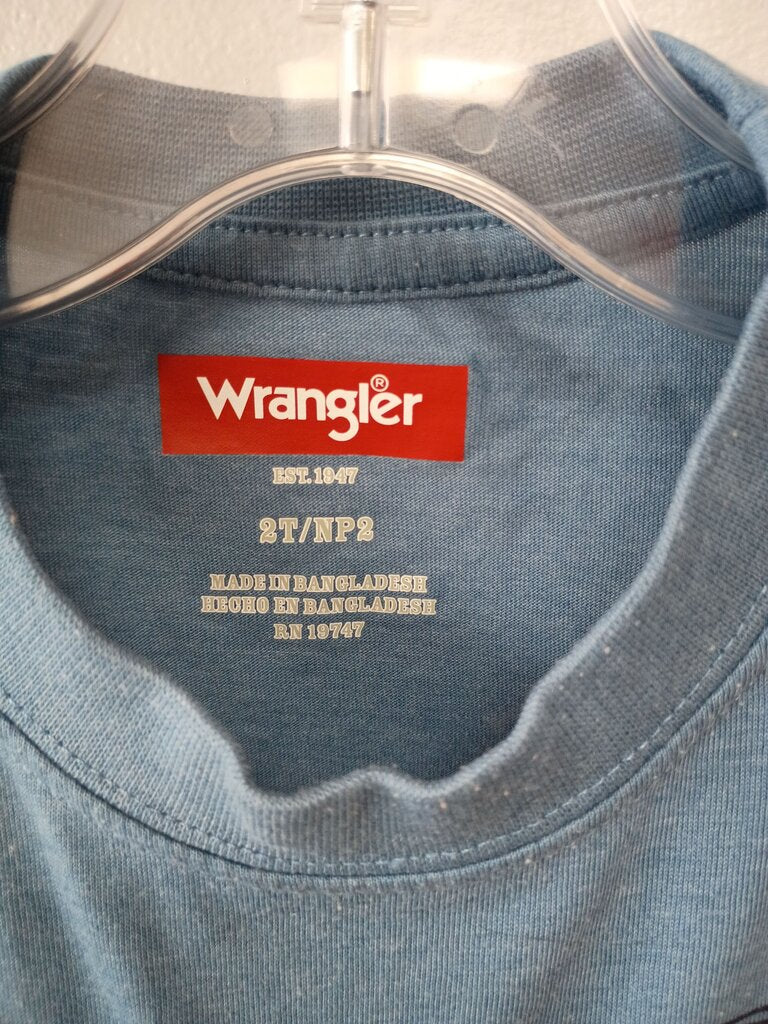 Wrangler®
EST. 1947
2T/NP2
MADE IN BANGLADESH
HECHO EN BANGLADESH
RN 19747